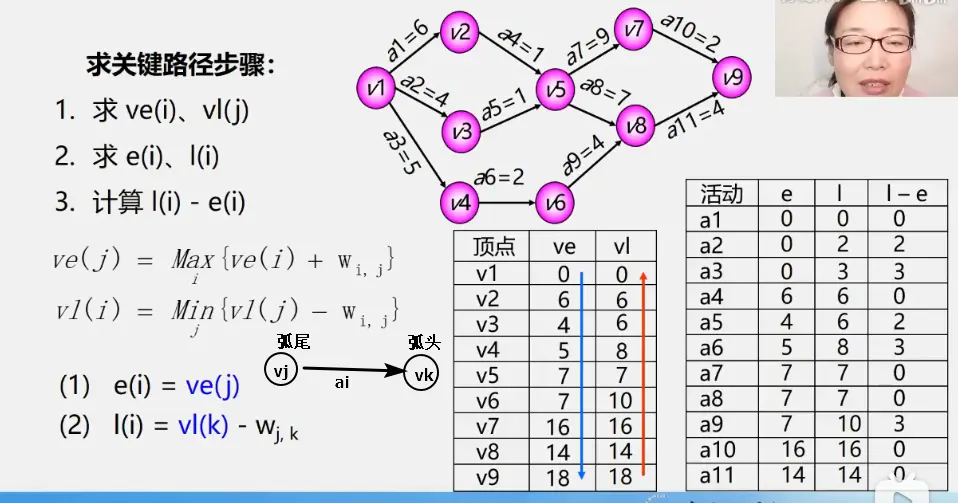 求关键路径步骤：
1. 求 ve(i)、vl(j)
2. 求 e(i)、l(i)
3. 计算 l(i) - e(i)
ve(j) = Max{ve(i) + w i, j}
i
vl(i) = Min{vl(j) − w i, j}
j
弧尾 弧头
vj ai vk
(1) e(i) = ve(j)
(2) l(i) = vl(k) - wj, k
v1
v2
v3
v4
v5
v6
v7
v8
v9
a1=6
a2=4
a3=5
a4=1
a5=1
a6=2
a7=9
a8=7
a9=4
a10=2
a11=4
顶点 ve vl
v1 0 0
v2 6 6
v3 4 6
v4 5 8
v5 7 7
v6 7 10
v7 16 16
v8 14 14
v9 18 18
活动 e l l – e
a1 0 0 0
a2 0 2 2
a3 0 3 3
a4 6 6 0
a5 4 6 2
a6 5 8 3
a7 7 7 0
a8 7 7 0
a9 7 10 3
a10 16 16 0
a11 14 14 0